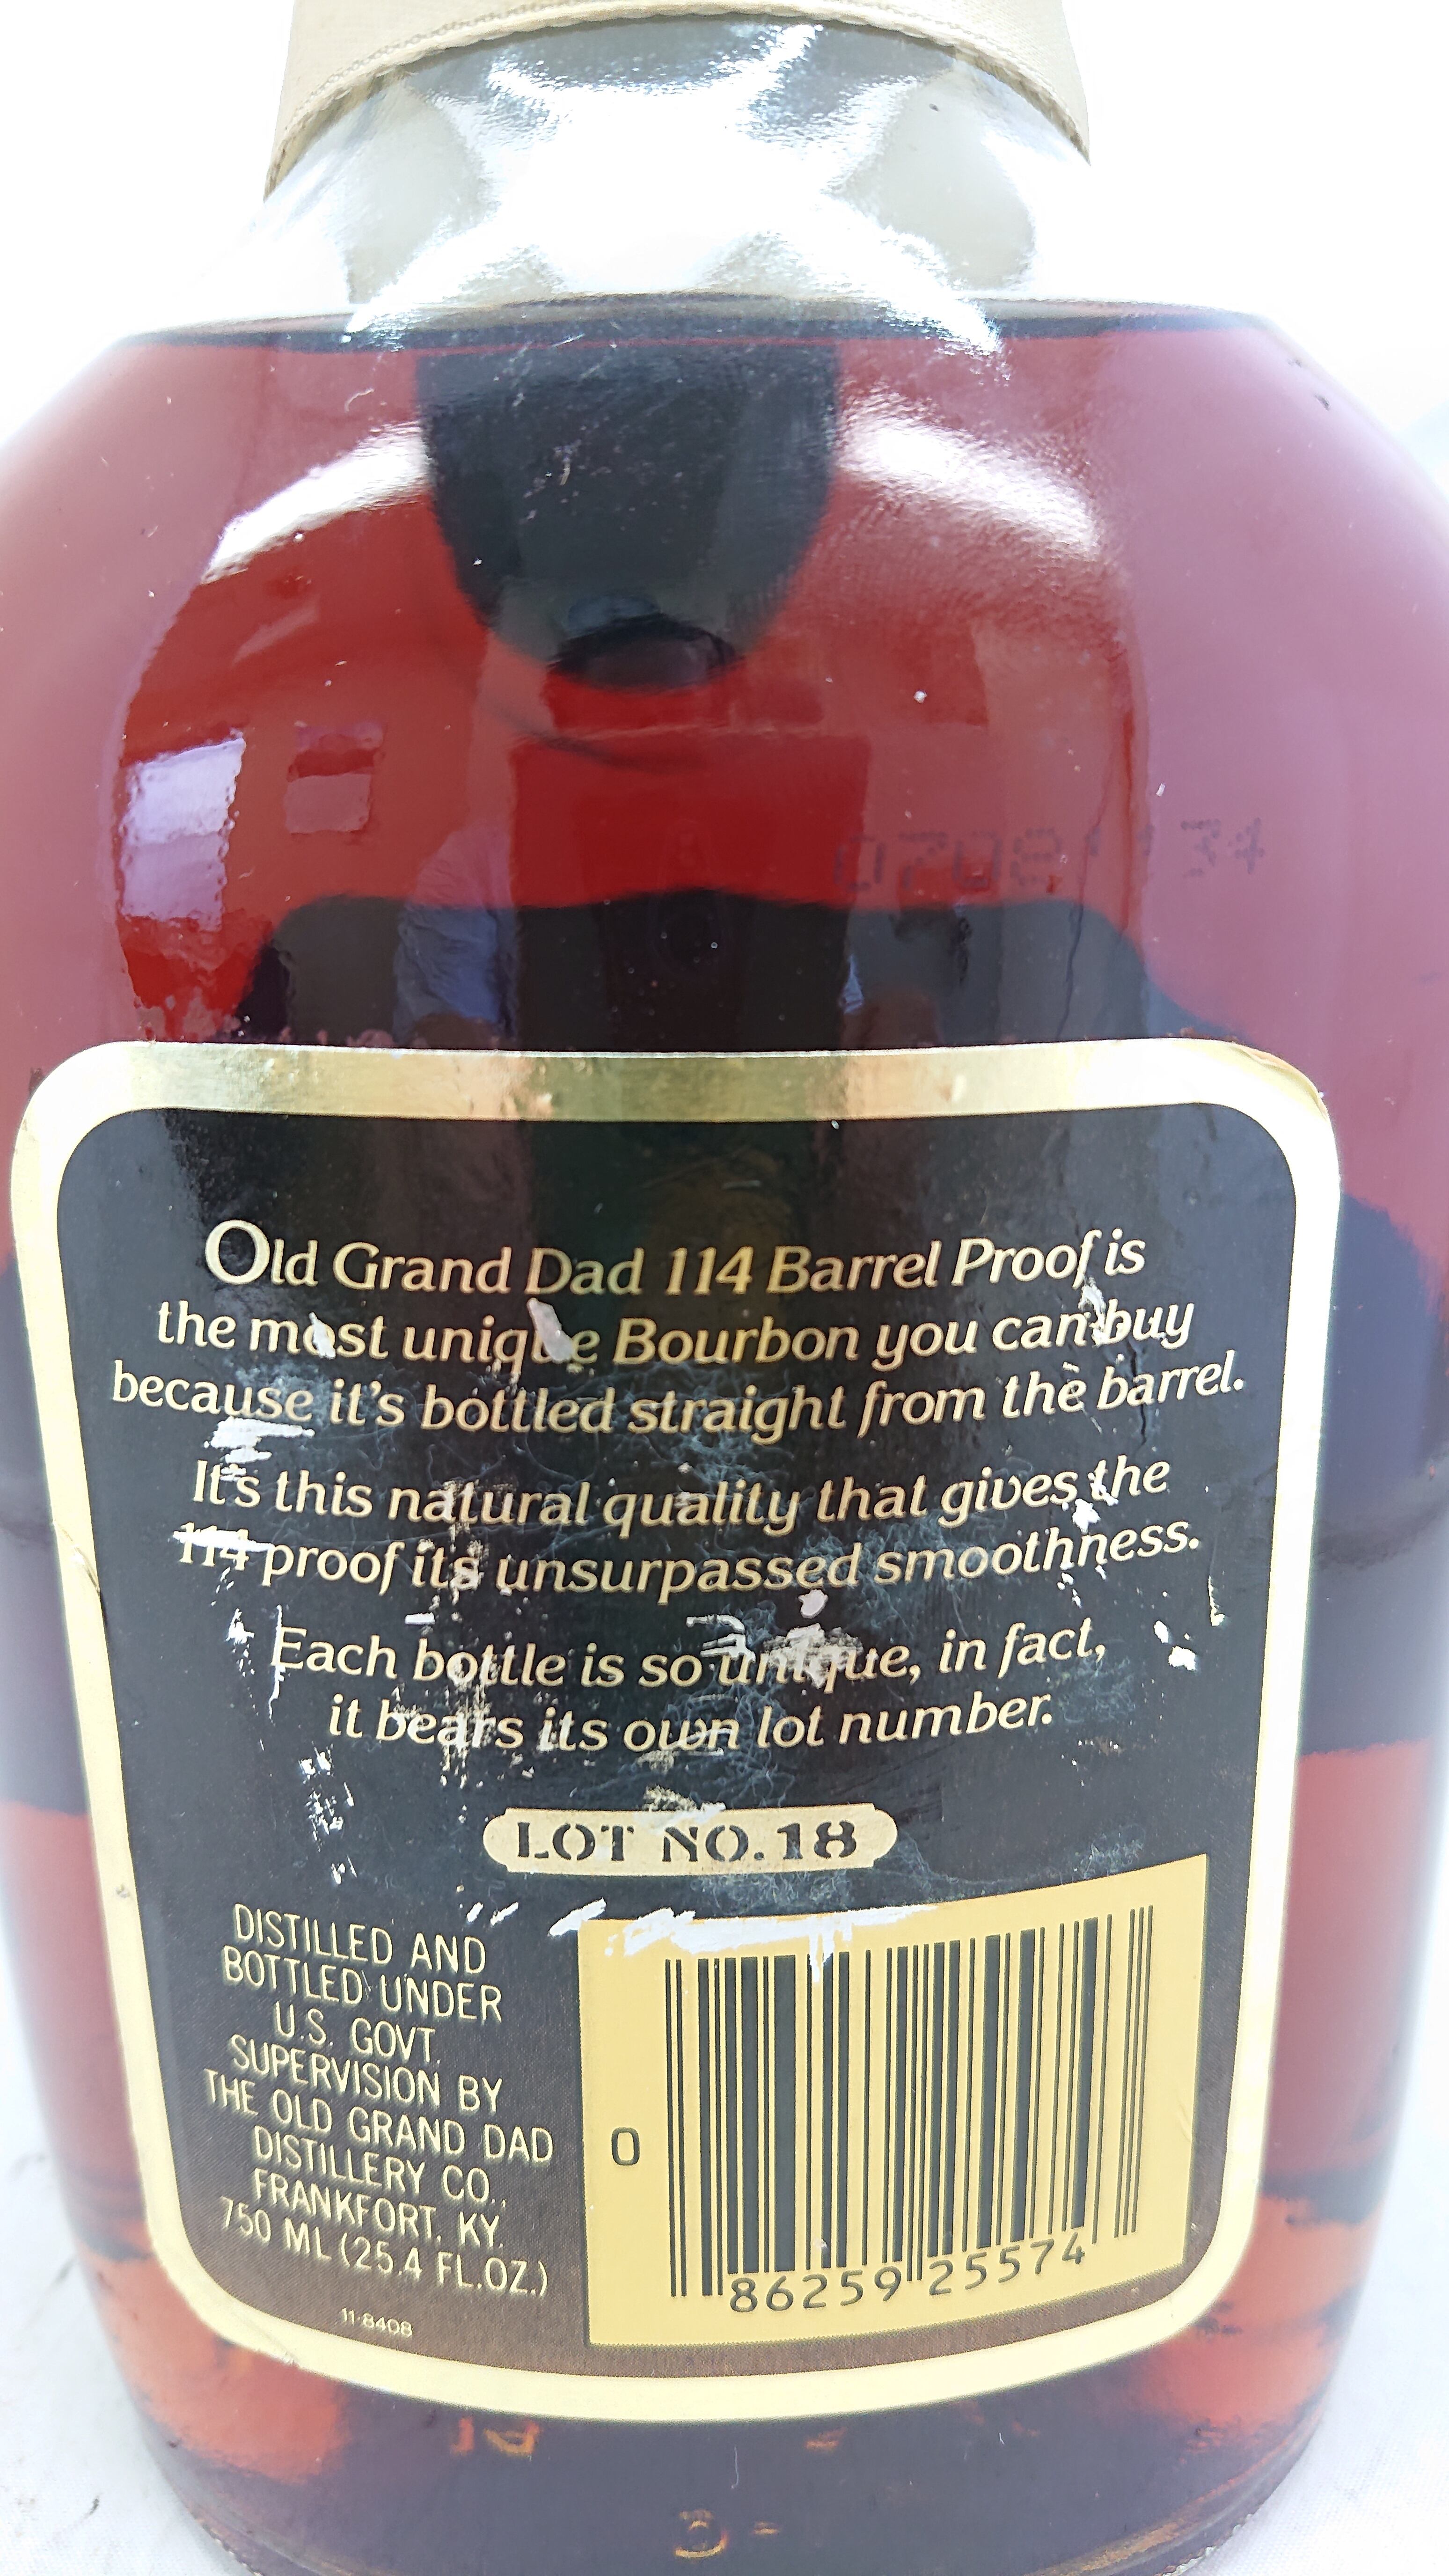 Old Grand Dad 114 Barrel Proof is
the most unique Bourbon you can buy
because it's bottled straight from the barrel.
It's this natural quality that gives the
114 proof its unsurpassed smoothness.
Each bottle is so unique, in fact,
it bears its own lot number.
LOT NO.18
DISTILLED AND
BOTTLED UNDER
U.S. GOVT.
SUPERVISION BY
THE OLD GRAND DAD
DISTILLERY CO.,
FRANKFORT, KY.
750 ML (25.4 FL.OZ.)
11-8408
0 86259 25574